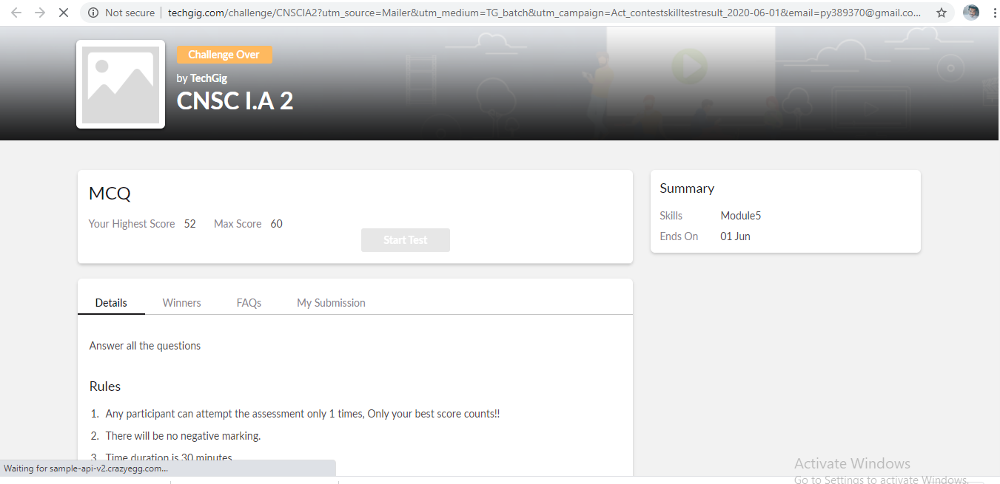 Not secure techgig.com/challenge/CNSCIA2?utm_source=Mailer&utm_medium=TG_batch&utm_campaign=Act_contestskilltestresult_2020-06-01&email=py389370@gmail.co...
Challenge Over
by TechGig
CNSC I.A 2
MCQ
Your Highest Score 52 Max Score 60
Start Test
Summary
Skills Module5
Ends On 01 Jun
Details Winners FAQs My Submission
Answer all the questions
Rules
1. Any participant can attempt the assessment only 1 times, Only your best score counts!!
2. There will be no negative marking.
3. Time duration is 30 minutes
Waiting for sample-api-v2.crazyegg.com...
Activate Windows
Go to Settings to activate Windows.